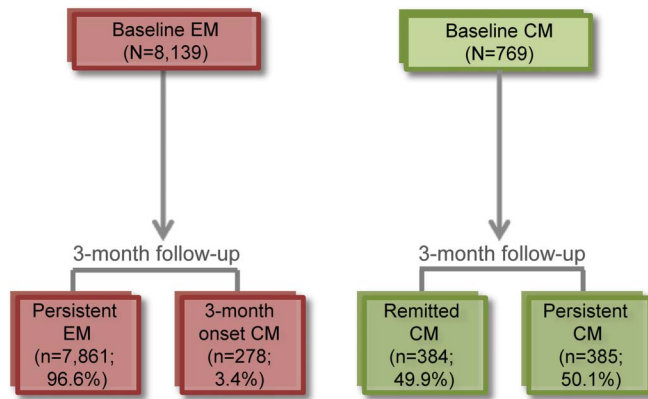 Baseline EM
(N=8,139)
Baseline CM
(N=769)
3-month follow-up
3-month follow-up
Persistent
EM
(n=7,861;
96.6%)
3-month
onset CM
(n=278;
3.4%)
Remitted
CM
(n=384;
49.9%)
Persistent
CM
(n=385;
50.1%)